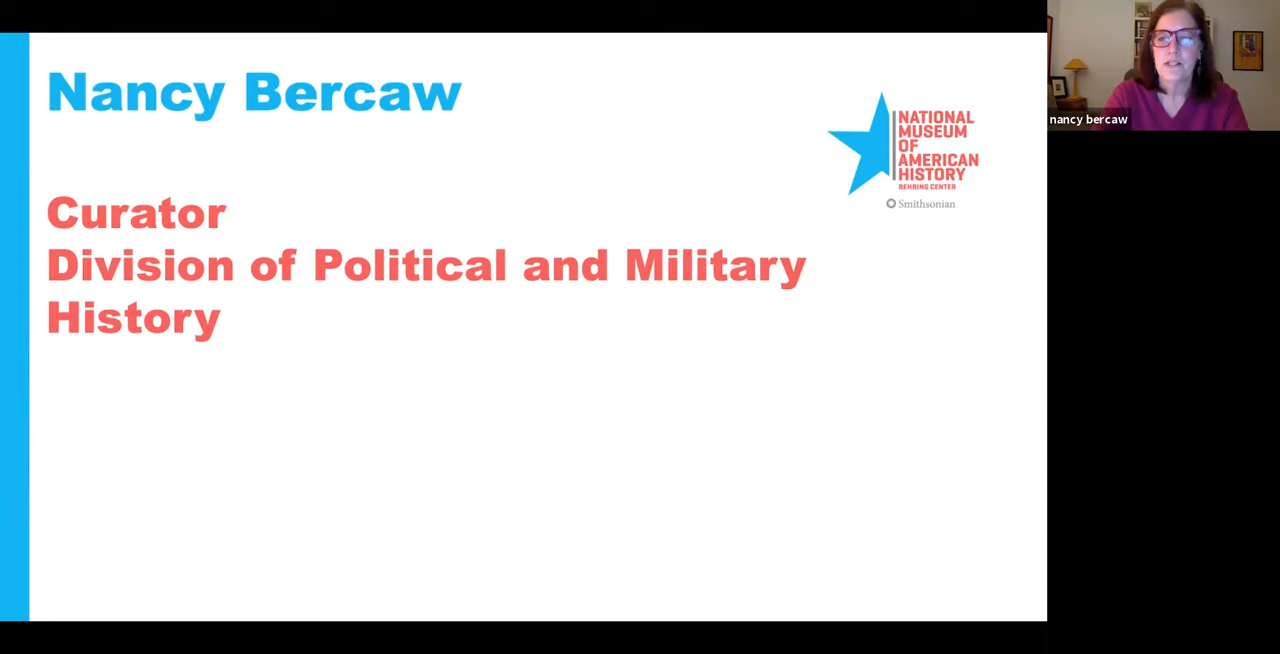 Nancy Bercaw
Curator
Division of Political and Military
History
NATIONAL
MUSEUM
OF
AMERICAN
HISTORY
BEHRING CENTER
Smithsonian
nancy bercaw